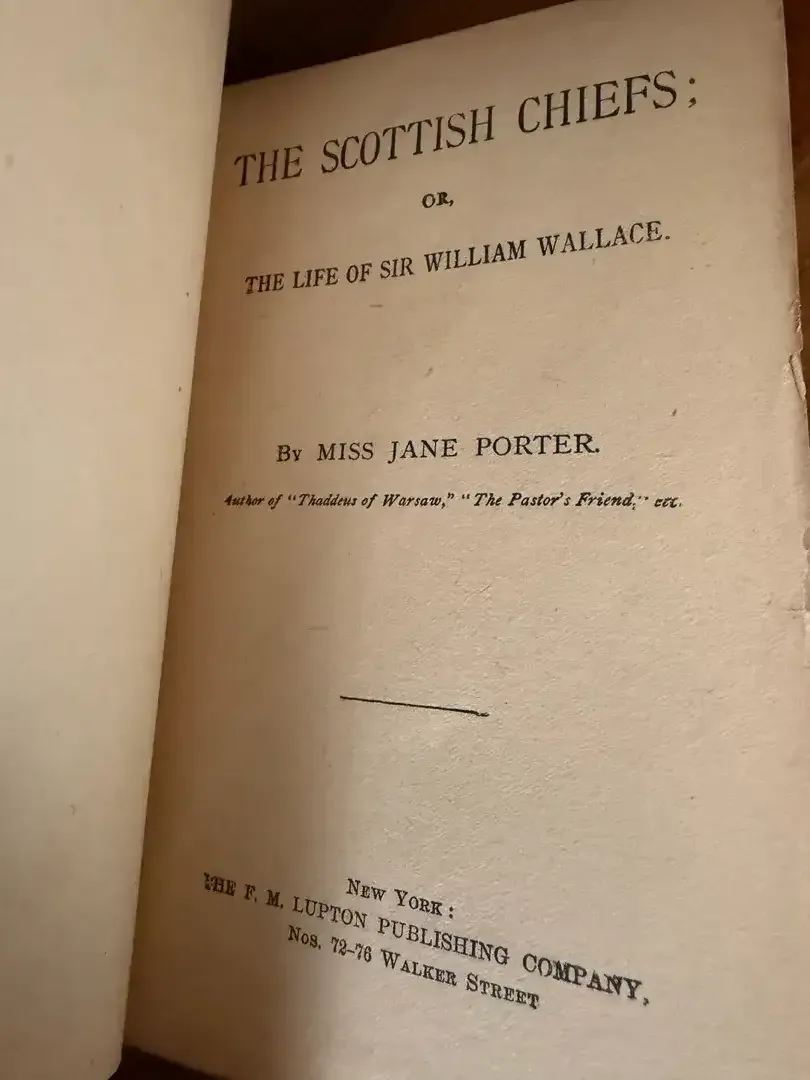 THE SCOTTISH CHIEFS;
OR,
THE LIFE OF SIR WILLIAM WALLACE.
By MISS JANE PORTER.
Author of "Thaddeus of Warsaw," "The Pastor's Friend," etc.
NEW YORK:
THE F. M. LUPTON PUBLISHING COMPANY,
Nos. 72-76 WALKER STREET